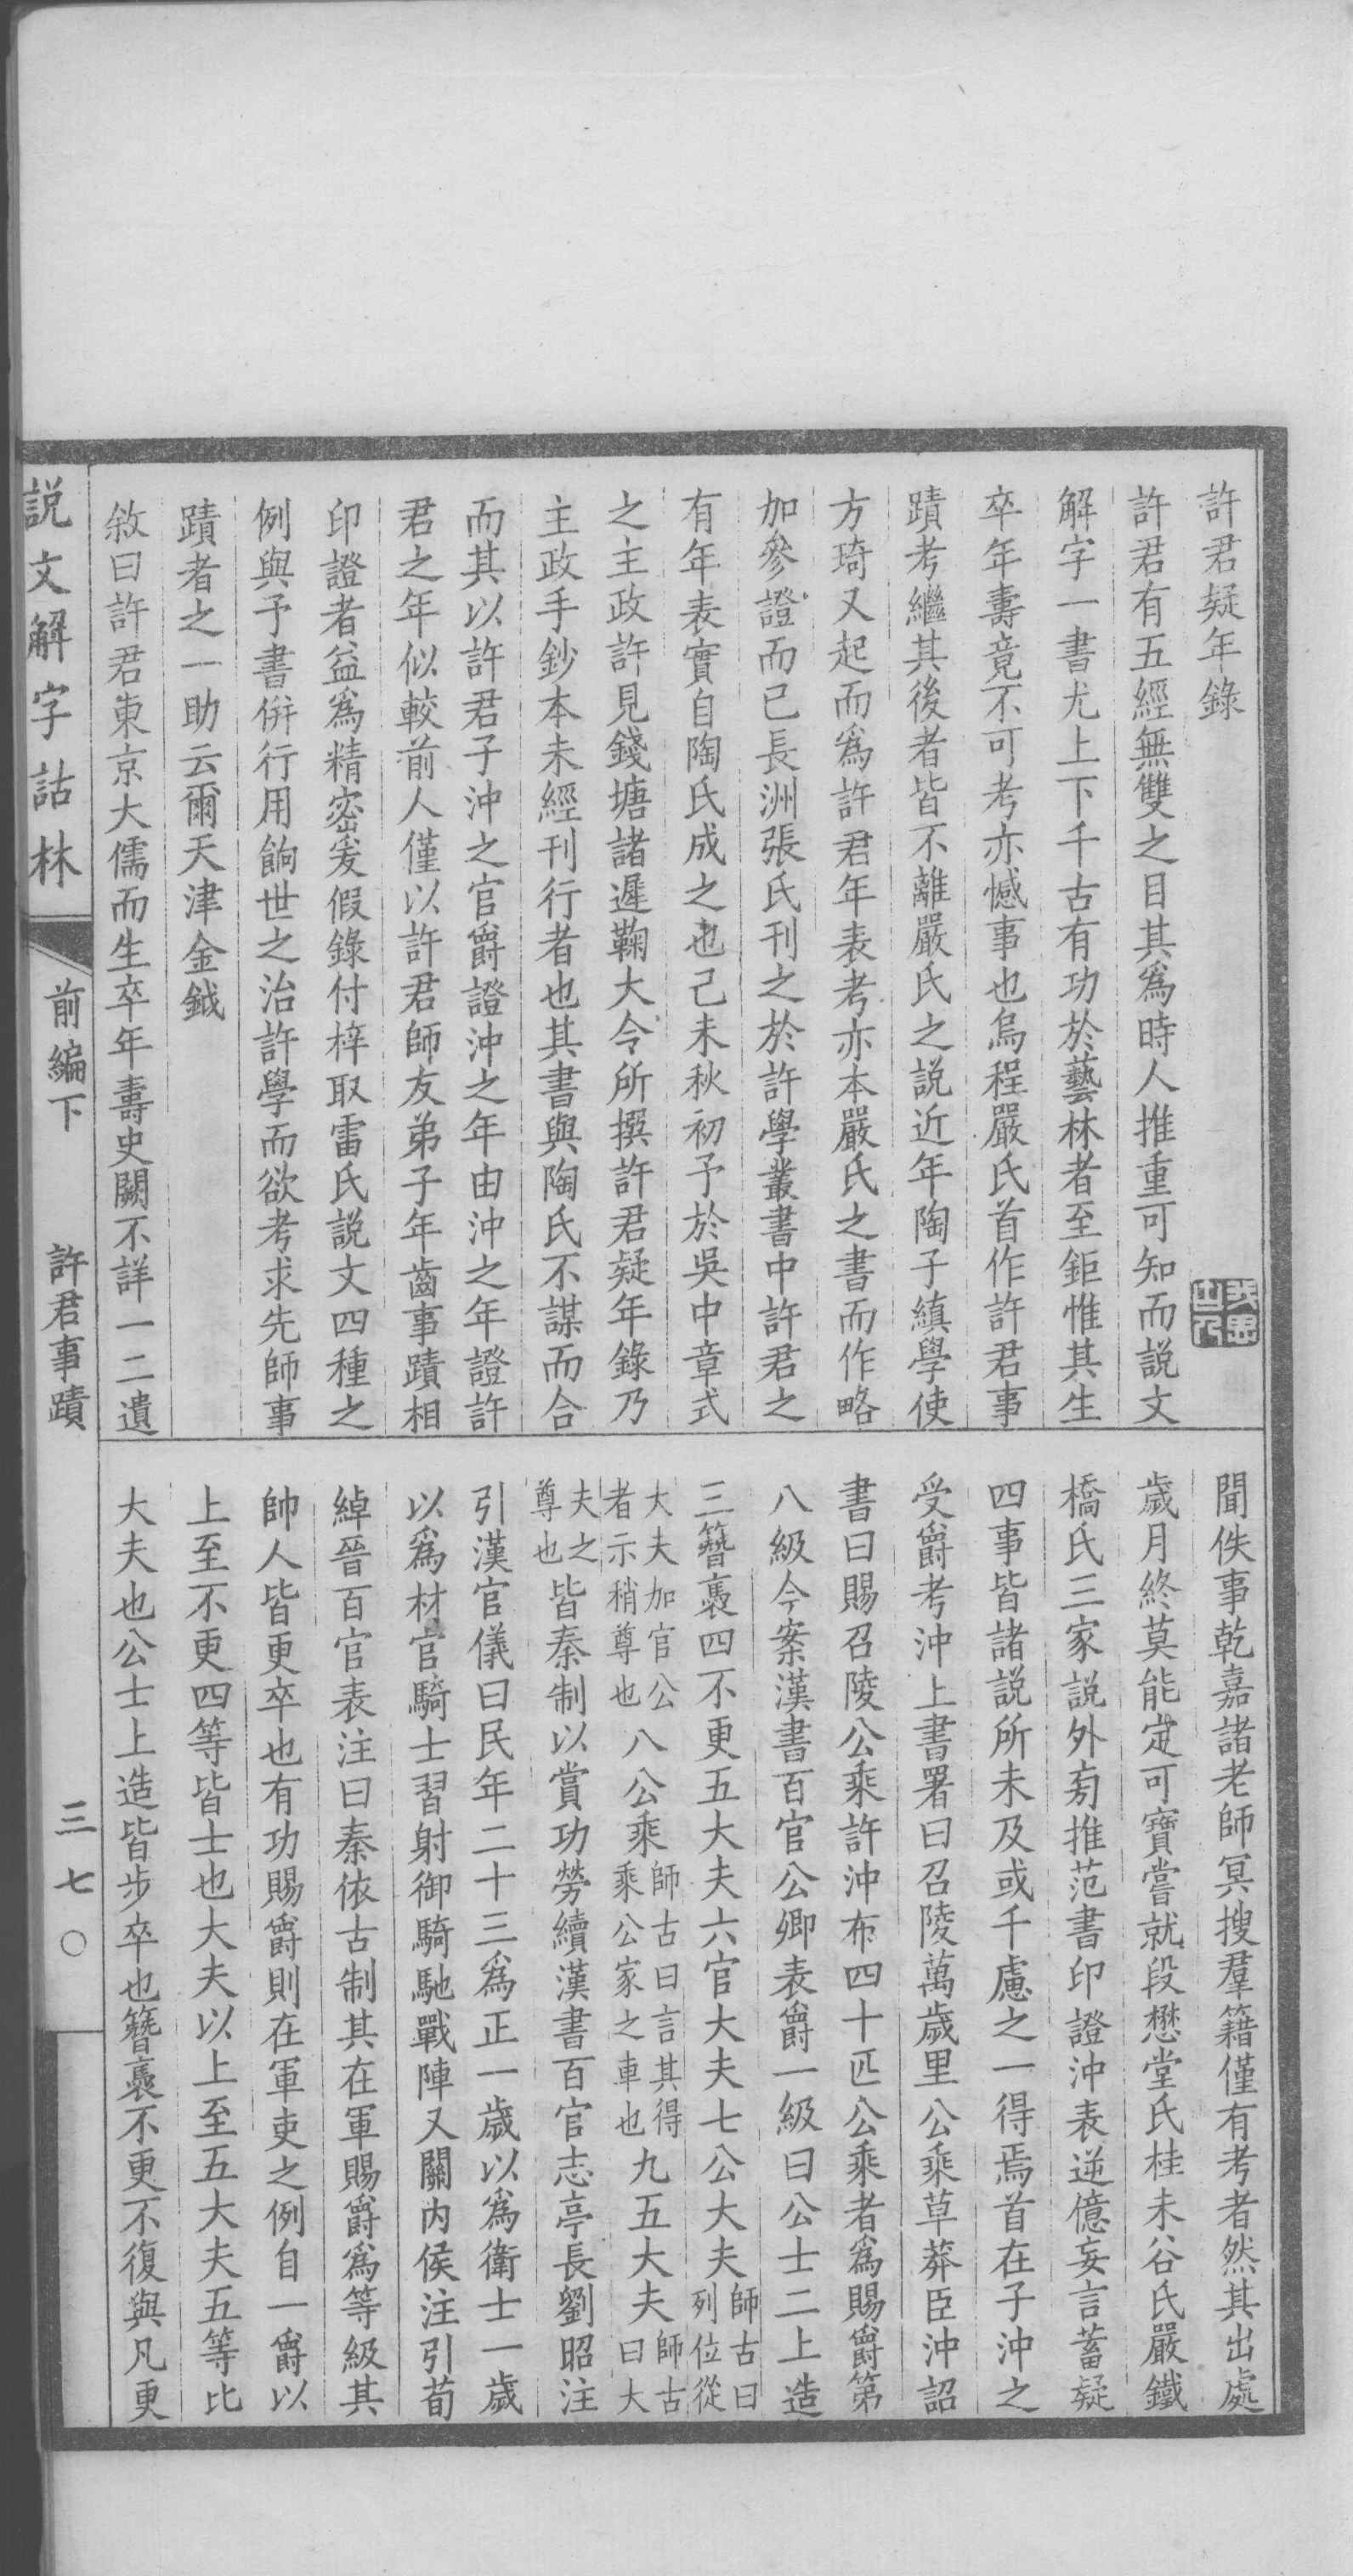 許君疑年錄
許君有五經無雙之目其爲時人推重可知而説文
解字一書尤上下千古有功於藝林者至鉅惟其生
卒年壽竟不可考亦憾事也烏程嚴氏首作許君事
蹟考繼其後者皆不離嚴氏之説近年陶子縝學使
方琦又起而爲許君年表考亦本嚴氏之書而作略
加參證而已長洲張氏刊之於許學叢書中許君之
有年表實自陶氏成之也己未秋初予於吳中章式
之主政許見錢塘諸遲鞠大令所撰許君疑年錄乃
主政手鈔本未經刊行者也其書與陶氏不謀而合
而其以許君子沖之官爵證沖之年由沖之年證許
君之年似較前人僅以許君師友弟子年齒事蹟相
印證者益爲精密爰假錄付梓取雷氏説文四種之
例與予書併行用餉世之治許學而欲考求先師事
蹟者之一助云爾天津金鉞
敘曰許君東京大儒而生卒年壽史闕不詳一二遺
聞佚事乾嘉諸老師冥搜羣籍僅有考者然其出處
歲月終莫能定可寶嘗就段懋堂氏桂未谷氏嚴鐵
橋氏三家説外䆫推范書印證沖表逆億妄言蓄疑
四事皆諸説所未及或千慮之一得焉首在子沖之
受爵考沖上書署曰召陵萬歲里公乘草莽臣沖詔
書曰賜召陵公乘許沖布四十匹公乘者爲賜爵第
八級今案漢書百官公卿表爵一級曰公士二上造
三簪裹四不更五大夫六官大夫七公大夫師古曰列位從
大夫加官公者示稍尊也八公乘師古曰言其得乘公家之車也九五大夫師古曰大
夫之尊也皆秦制以賞功勞續漢書百官志亭長劉昭注
引漢官儀曰民年二十三爲正一歲以爲衛士一歲
以爲材官騎士習射御騎馳戰陣又關内侯注引荀
綽晉百官表注曰秦依古制其在軍賜爵爲等級其
帥人皆更卒也有功賜爵則在軍吏之例自一爵以
上至不更四等皆士也大夫以上至五大夫五等比
大夫也公士上造皆步卒也簪裹不更不復與凡更
説文解字詁林
前編下
許君事蹟
三七〇